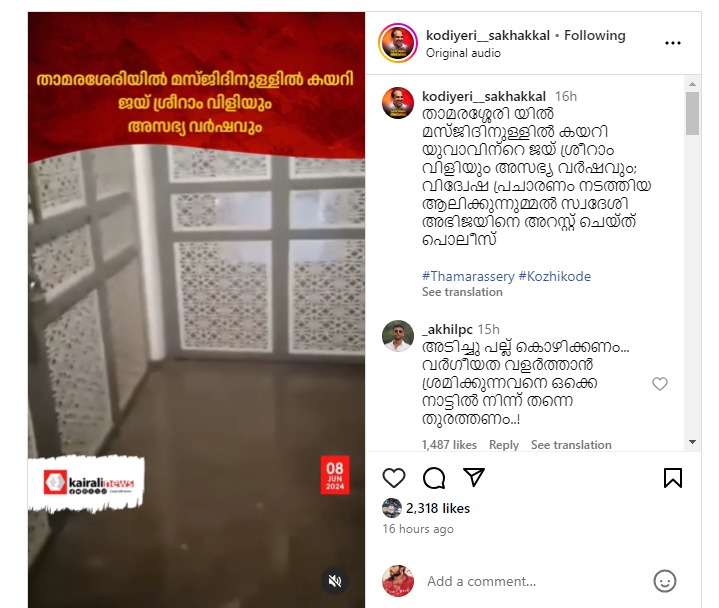 താമരശേരിയിൽ മസ്ജിദിനുള്ളിൽ കയറി
ജയ് ശ്രീറാം വിളിയും
അസഭ്യ വർഷവും
kairalinews
08
JUN
2024
kodiyeri__sakhakkal • Following
Original audio
kodiyeri__sakhakkal 16h
താമരശ്ശേരി യിൽ
മസ്ജിദിനുള്ളിൽ കയറി
യുവാവിന്റെ ജയ് ശ്രീറാം
വിളിയും അസഭ്യ വർഷവും;
വിദ്വേഷ പ്രചാരണം നടത്തിയ
ആലിക്കുന്നുമ്മൽ സ്വദേശി
അഭിജയിനെ അറസ്റ്റ് ചെയ്ത്
പൊലീസ്
#Thamarassery #Kozhikode
See translation
_akhilpc 15h
അടിച്ചു പല്ല് കൊഴിക്കണം...
വർഗീയത വളർത്താൻ
ശ്രമിക്കുന്നവനെ ഒക്കെ
നാട്ടിൽ നിന്ന് തന്നെ
തുരത്തണം..!
1,487 likes Reply See translation
2,318 likes
16 hours ago
Add a comment...